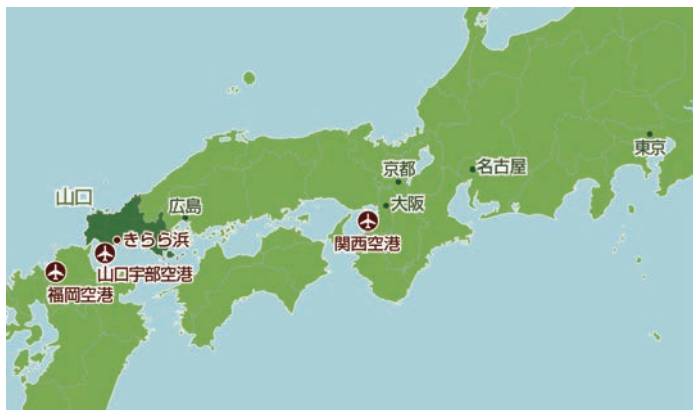 東京
京都
名古屋
山口
広島
大阪
きらら浜
関西空港
山口宇部空港
福岡空港